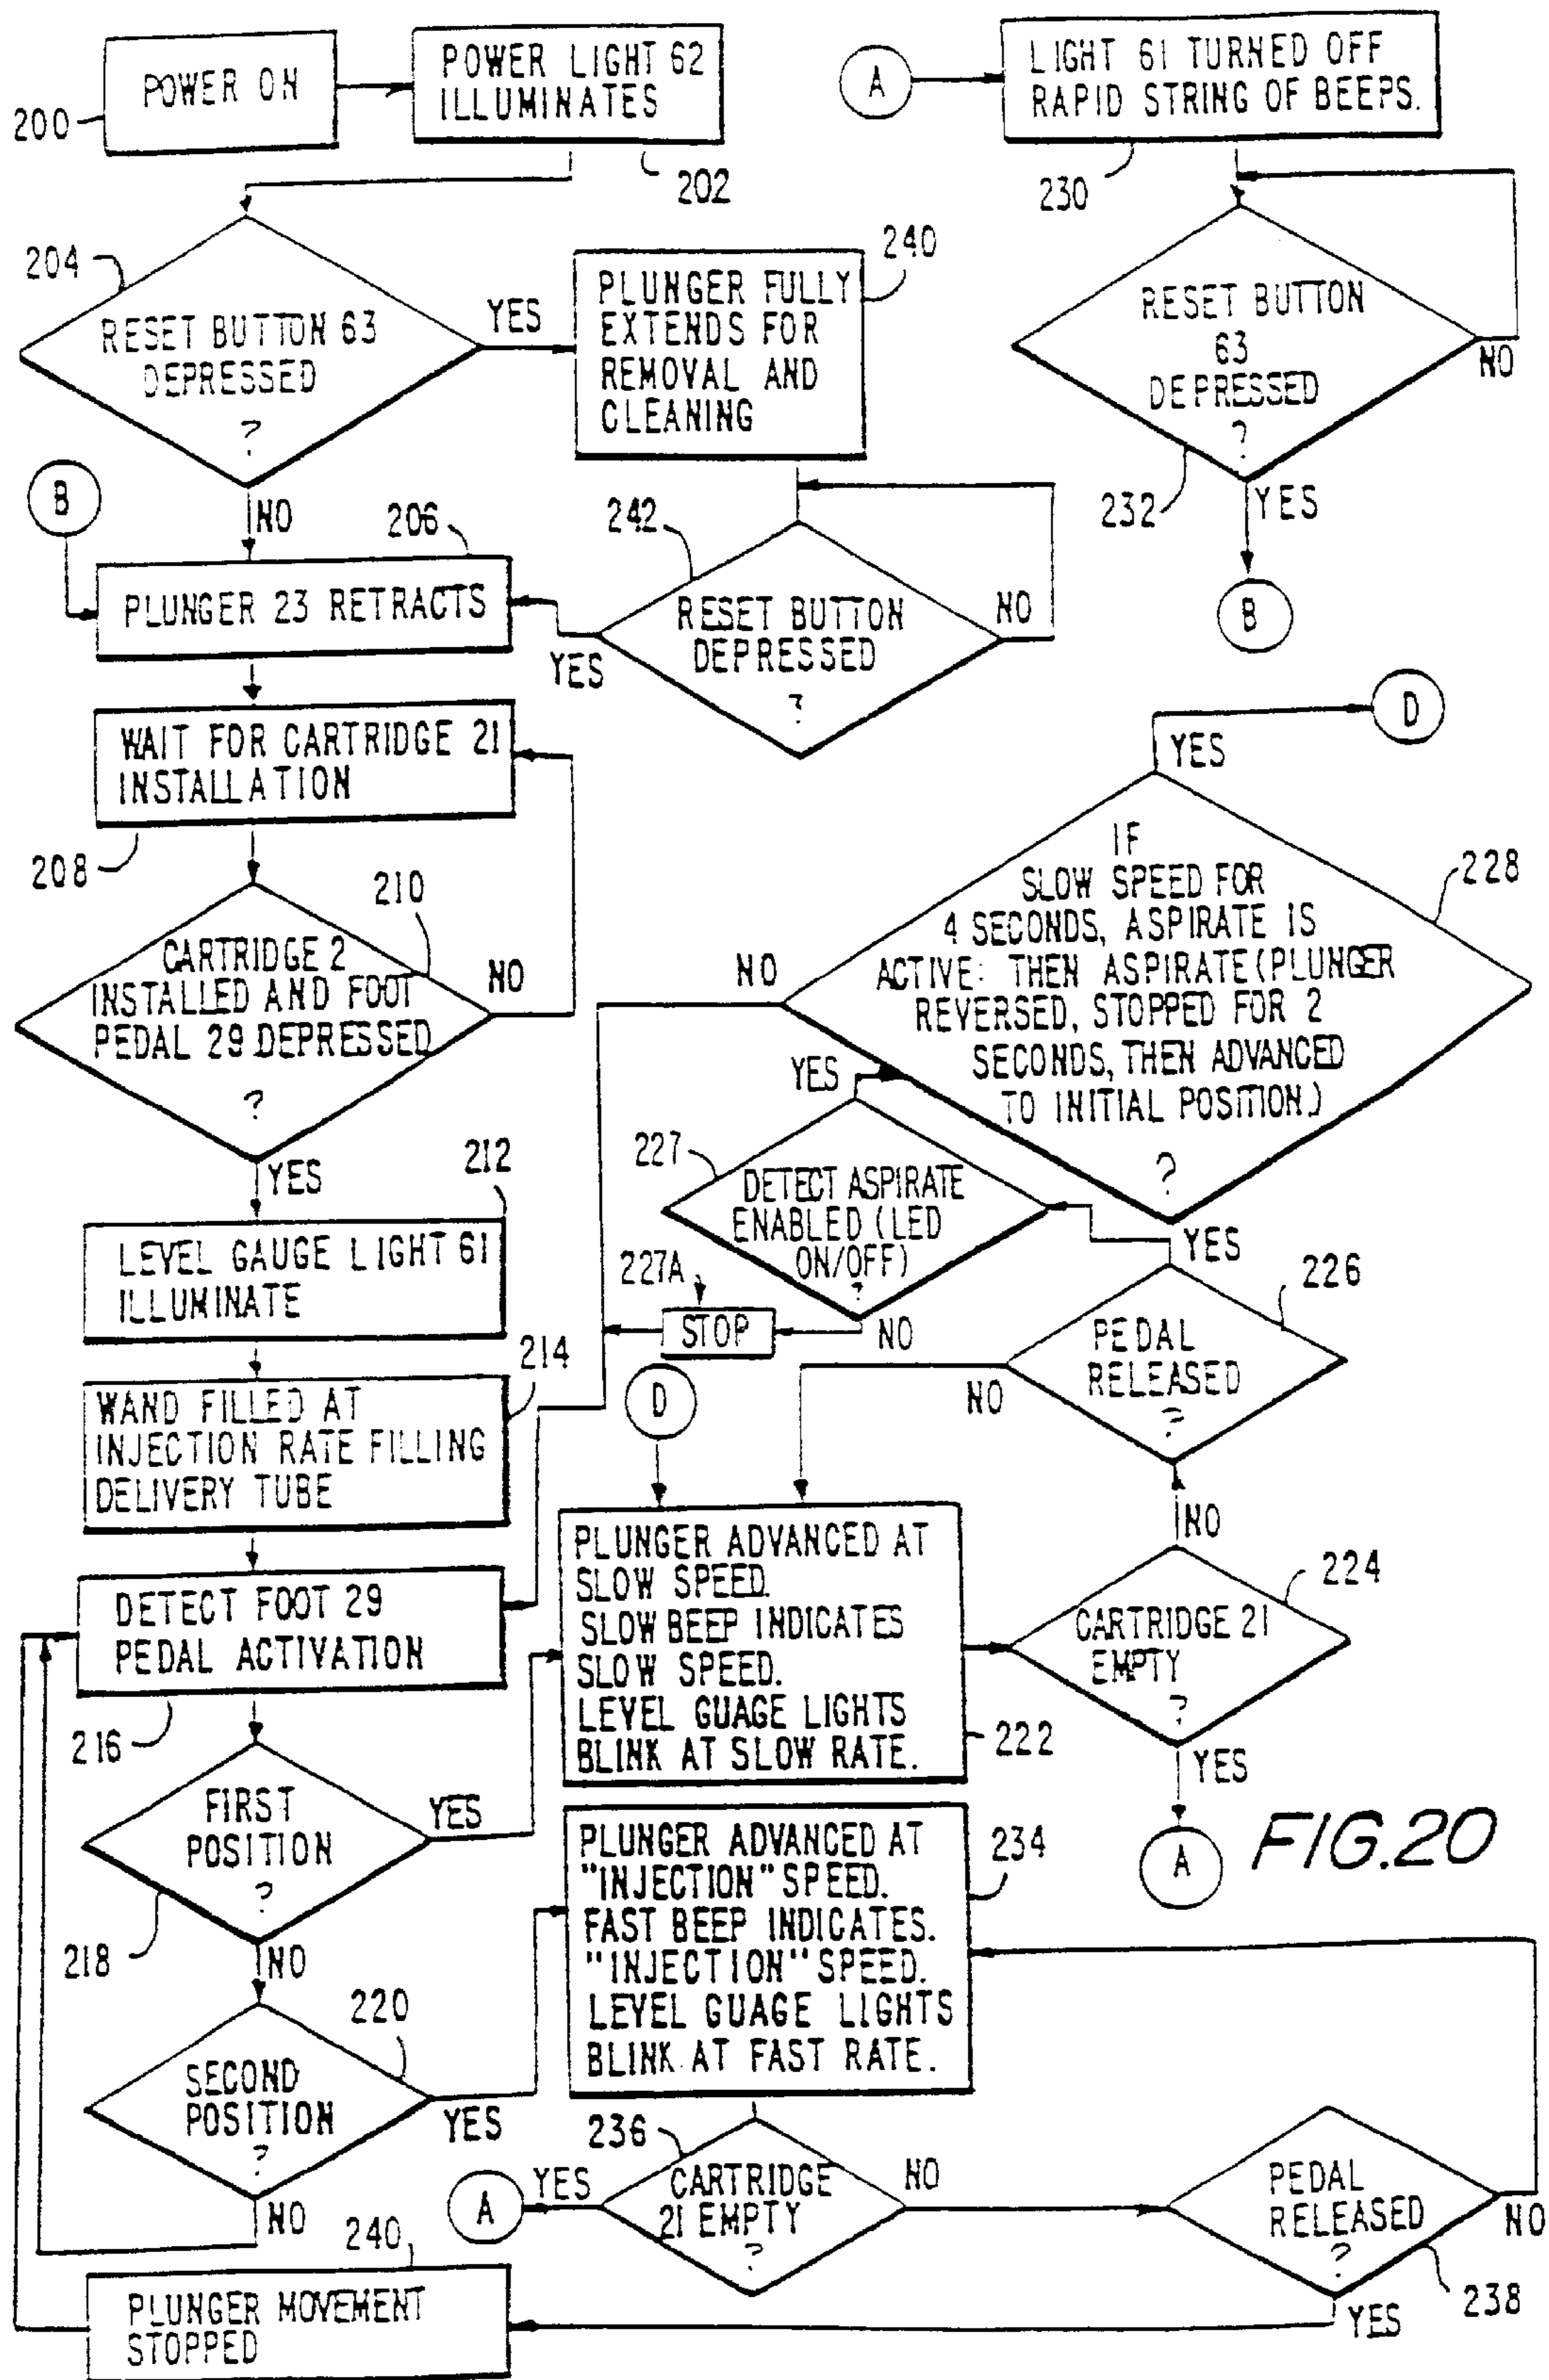 POWER ON
200
POWER LIGHT 62
ILLUMINATES
202
A
LIGHT 61 TURNED OFF
RAPID STRING OF BEEPS.
230
204
RESET BUTTON 63
DEPRESSED
?
YES
NO
240
PLUNGER FULLY
EXTENDS FOR
REMOVAL AND
CLEANING
RESET BUTTON
63
DEPRESSED
?
NO
232
YES
B
B
206
PLUNGER 23 RETRACTS
242
RESET BUTTON
DEPRESSED
?
NO
YES
WAIT FOR CARTRIDGE 21
INSTALLATION
208
210
CARTRIDGE 2
INSTALLED AND FOOT
PEDAL 29 DEPRESSED
?
NO
YES
D
YES
IF
SLOW SPEED FOR
4 SECONDS, ASPIRATE IS
ACTIVE: THEN ASPIRATE (PLUNGER
REVERSED, STOPPED FOR 2
SECONDS, THEN ADVANCED
TO INITIAL POSITION.)
?
228
NO
YES
227
DETECT ASPIRATE
ENABLED (LED
ON/OFF)
?
227A
STOP
NO
YES
226
PEDAL
RELEASED
?
NO
NO
212
LEVEL GAUGE LIGHT 61
ILLUMINATE
214
WAND FILLED AT
INJECTION RATE FILLING
DELIVERY TUBE
D
DETECT FOOT 29
PEDAL ACTIVATION
216
PLUNGER ADVANCED AT
SLOW SPEED.
SLOW BEEP INDICATES
SLOW SPEED.
LEVEL GUAGE LIGHTS
BLINK AT SLOW RATE.
222
224
CARTRIDGE 21
EMPTY
?
YES
A
FIG.20
FIRST
POSITION
?
YES
218
NO
PLUNGER ADVANCED AT
"INJECTION" SPEED.
FAST BEEP INDICATES.
"INJECTION" SPEED.
LEVEL GUAGE LIGHTS
BLINK AT FAST RATE.
234
220
SECOND
POSITION
?
YES
NO
236
CARTRIDGE
21 EMPTY
?
YES
A
NO
PEDAL
RELEASED
?
NO
238
YES
240
PLUNGER MOVEMENT
STOPPED